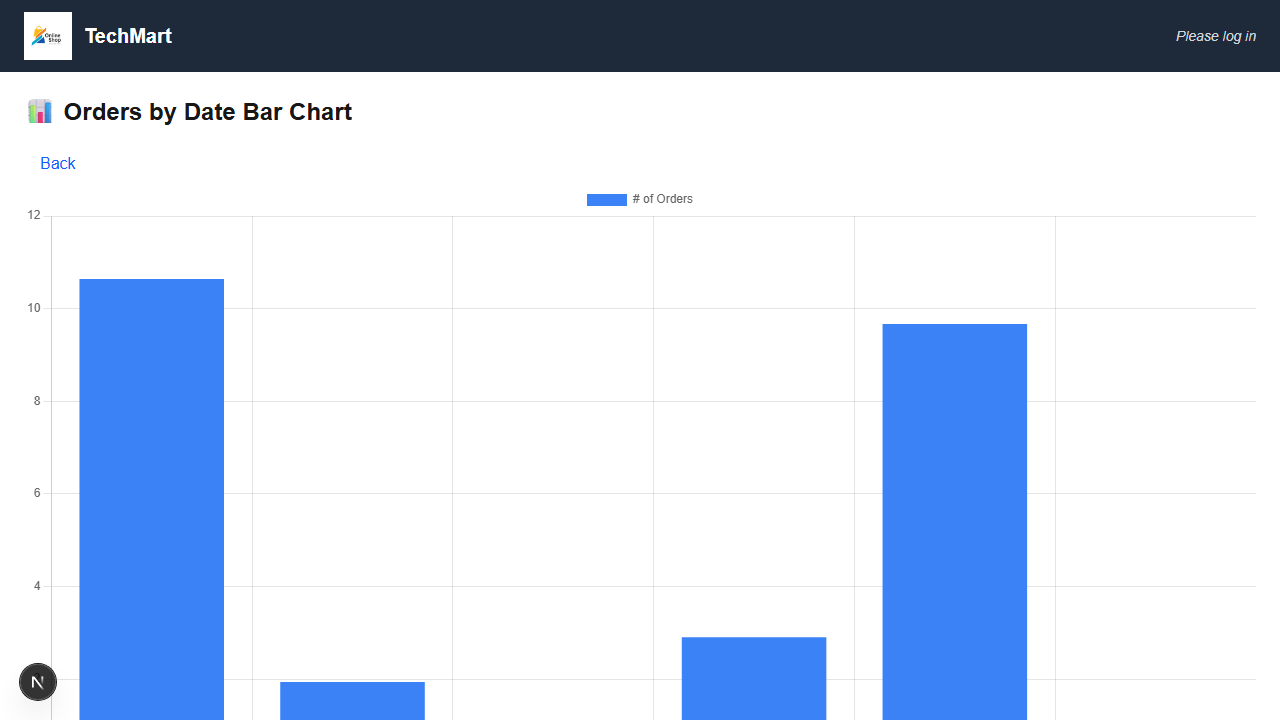 Online
Shop
TechMart
Please log in
Orders by Date Bar Chart
Back
# of Orders
12
10
8
6
4
N